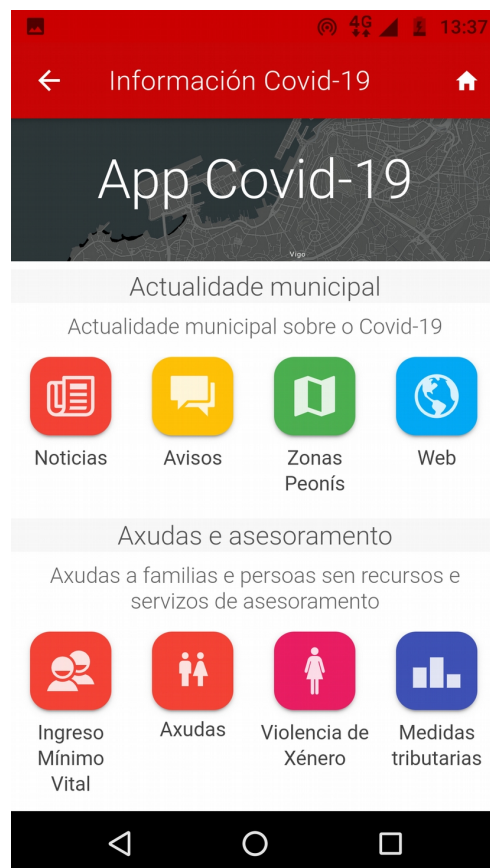 4G 13:37
Información Covid-19
App Covid-19
Vigo
Actualidade municipal
Actualidade municipal sobre o Covid-19
Noticias Avisos Zonas Web
Peonís
Axudas e asesoramento
Axudas a familias e persoas sen recursos e
servizos de asesoramento
Ingreso Axudas Violencia de Medidas
Mínimo Xénero tributarias
Vital